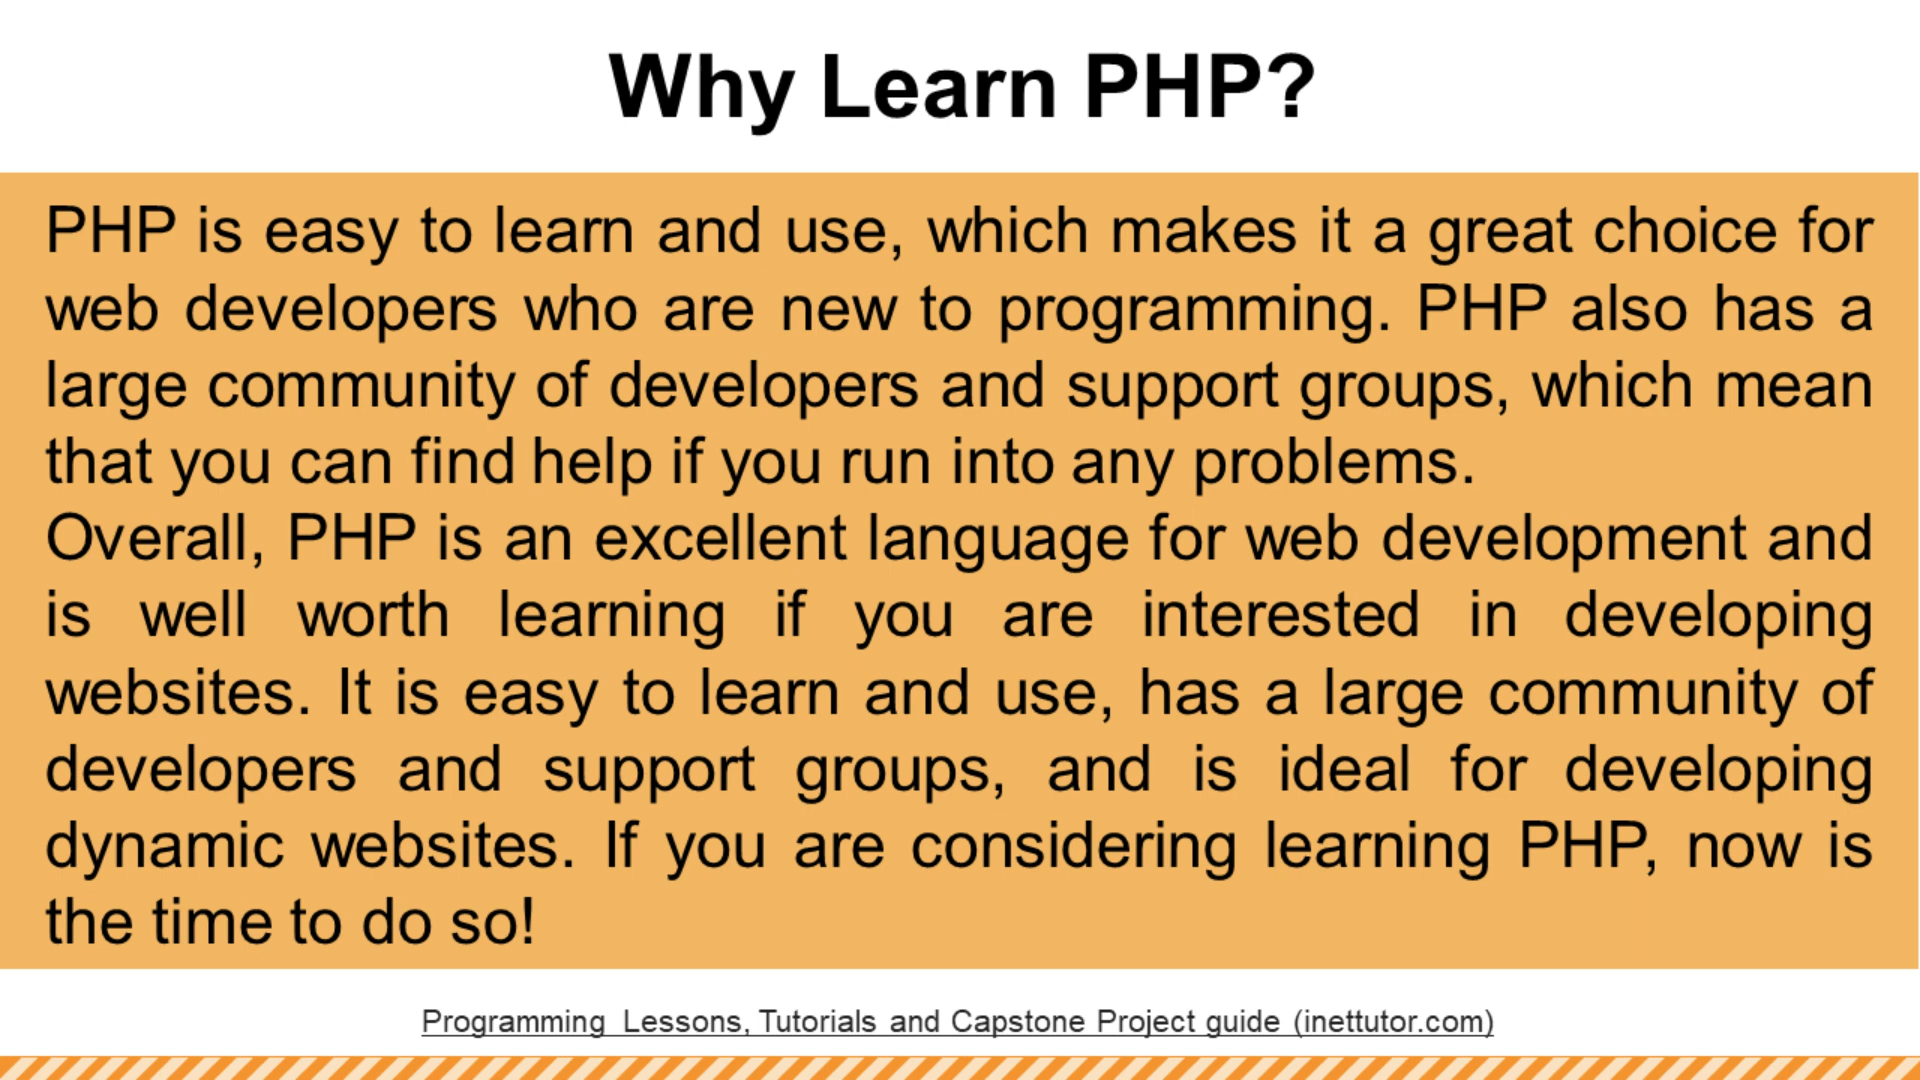 Why Learn PHP?
PHP is easy to learn and use, which makes it a great choice for
web developers who are new to programming. PHP also has a
large community of developers and support groups, which mean
that you can find help if you run into any problems.
Overall, PHP is an excellent language for web development and
is well worth learning if you are interested in developing
websites. It is easy to learn and use, has a large community of
developers and support groups, and is ideal for developing
dynamic websites. If you are considering learning PHP, now is
the time to do so!
Programming Lessons, Tutorials and Capstone Project guide (inettutor.com)